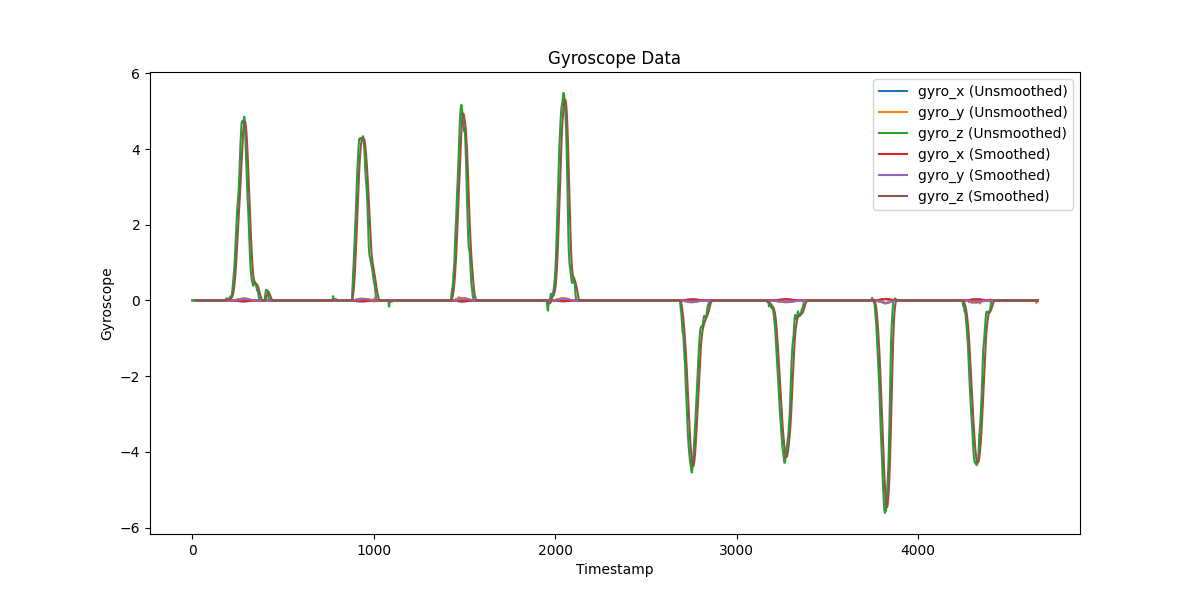 Gyroscope Data
gyro_x (Unsmoothed)
gyro_y (Unsmoothed)
gyro_z (Unsmoothed)
gyro_x (Smoothed)
gyro_y (Smoothed)
gyro_z (Smoothed)
Gyroscope
6
4
2
0
−2
−4
−6
0 1000 2000 3000 4000
Timestamp